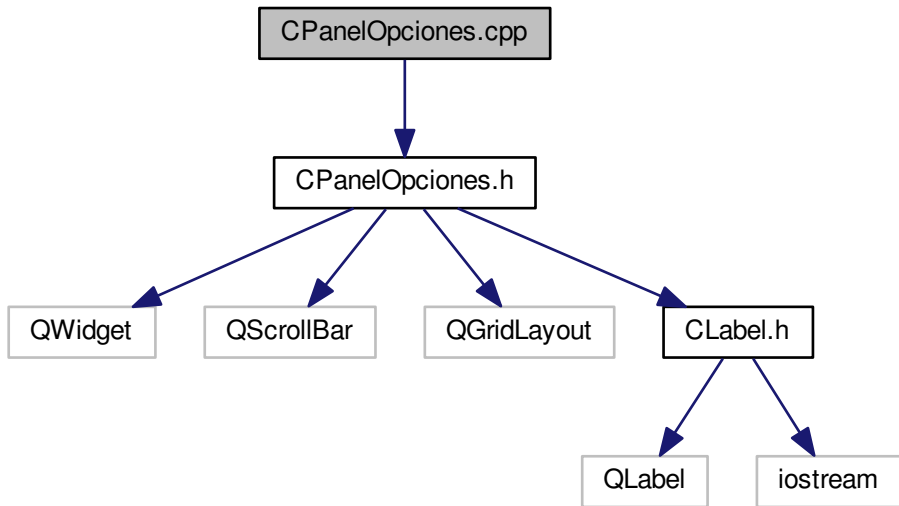 CPanelOpciones.cpp
CPanelOpciones.h
QWidget
QScrollBar
QGridLayout
CLabel.h
QLabel
iostream